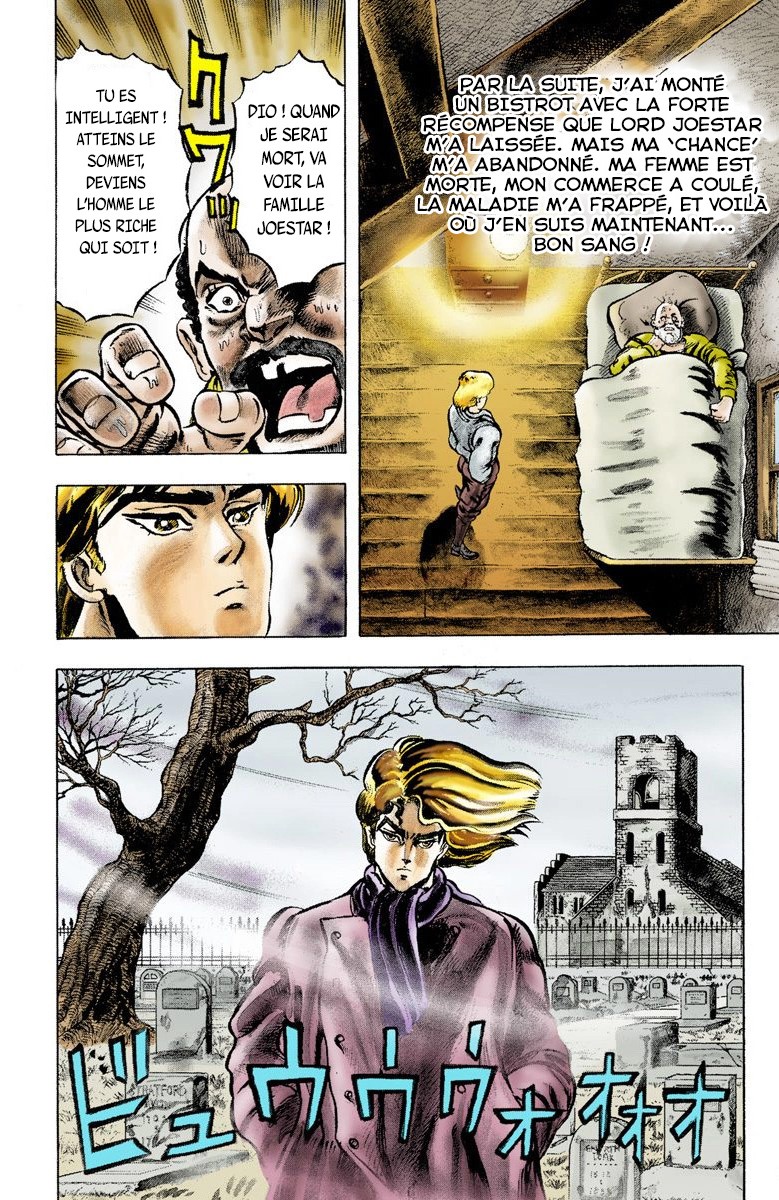 PAR LA SUITE, J'AI MONTÉ
UN BISTROT AVEC LA FORTE
RÉCOMPENSE QUE LORD JOESTAR
M'A LAISSÉE. MAIS MA 'CHANCE'
M'A ABANDONNÉ. MA FEMME EST
MORTE, MON COMMERCE A COULÉ,
LA MALADIE M'A FRAPPÉ, ET VOILÀ
OÙ J'EN SUIS MAINTENANT...
BON SANG !
DIO ! QUAND
JE SERAI
MORT, VA
VOIR LA
FAMILLE
JOESTAR !
TU ES
INTELLIGENT !
ATTEINS LE
SOMMET,
DEVIENS
L'HOMME LE
PLUS RICHE
QUI SOIT !
クワッ
ビュウウウォオォオ
STRATFORD